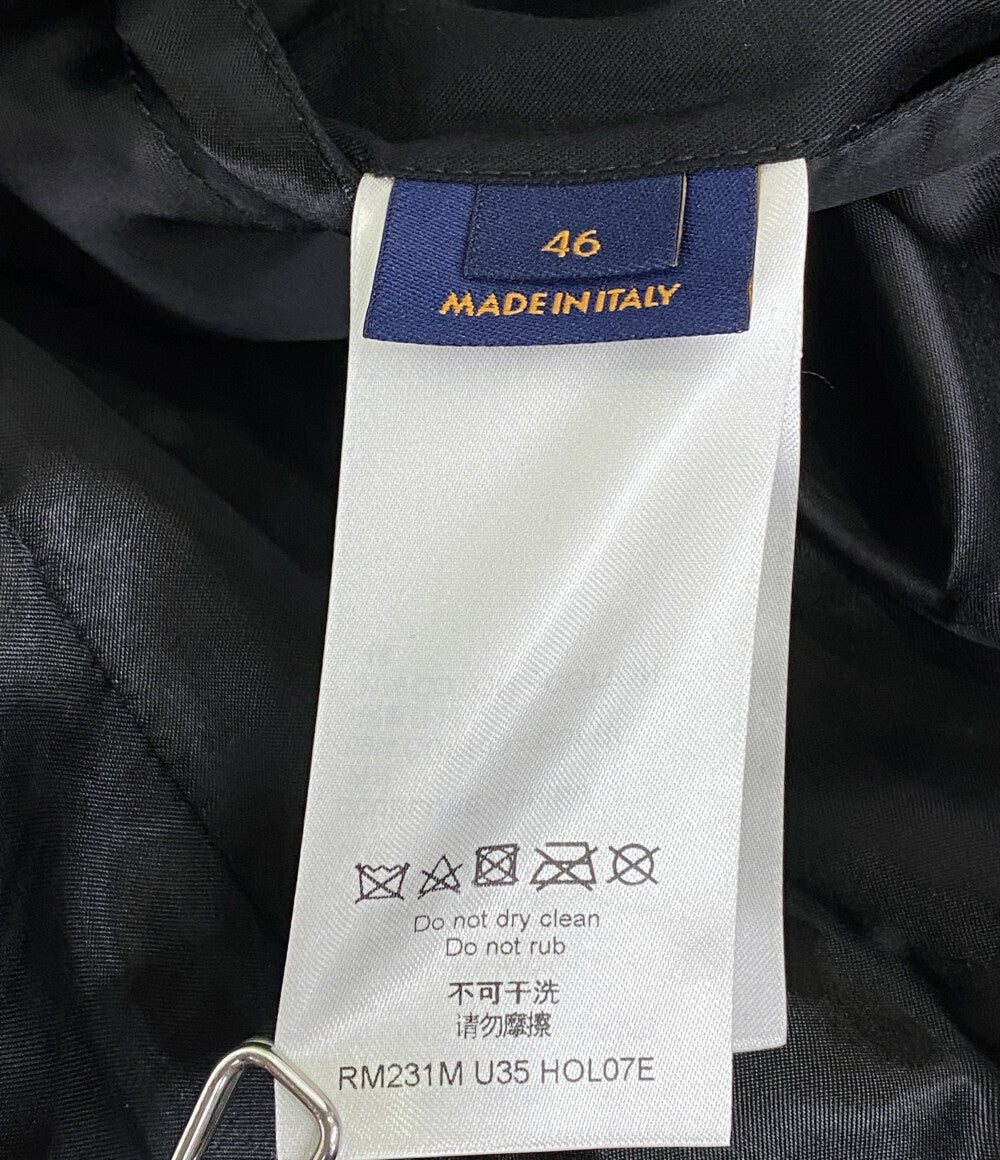 46
MADE IN ITALY
Do not dry clean
Do not rub
不可干洗
请勿摩擦
RM231M U35 HOL07E